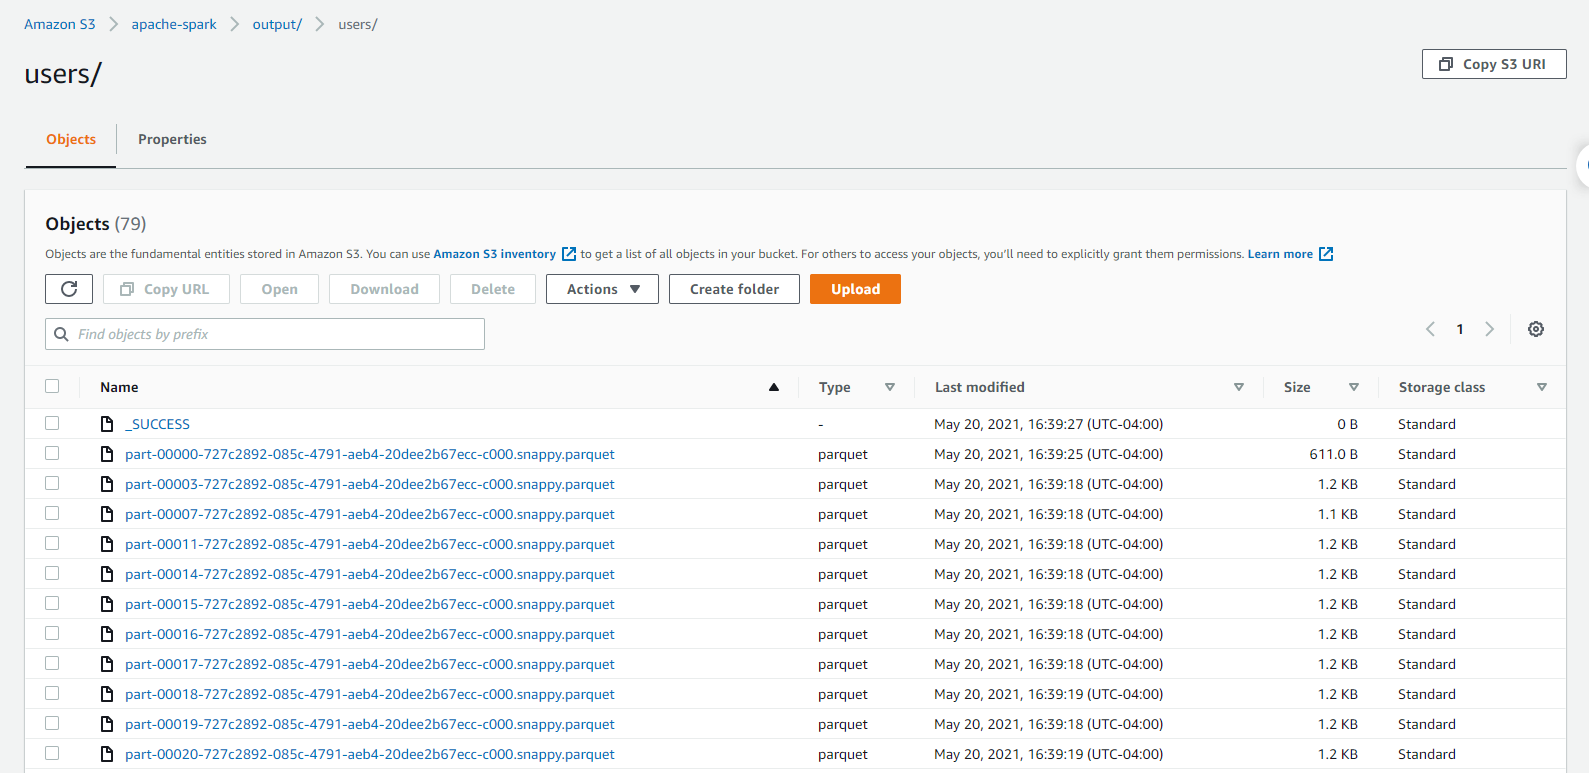 Amazon S3 > apache-spark > output/ > users/
users/
Copy S3 URI
Objects Properties
Objects (79)
Objects are the fundamental entities stored in Amazon S3. You can use Amazon S3 inventory to get a list of all objects in your bucket. For others to access your objects, you'll need to explicitly grant them permissions. Learn more
Copy URL Open Download Delete Actions Create folder Upload
Find objects by prefix
1
Name Type Last modified Size Storage class
_SUCCESS - May 20, 2021, 16:39:27 (UTC-04:00) 0 B Standard
part-00000-727c2892-085c-4791-aeb4-20dee2b67ecc-c000.snappy.parquet parquet May 20, 2021, 16:39:25 (UTC-04:00) 611.0 B Standard
part-00003-727c2892-085c-4791-aeb4-20dee2b67ecc-c000.snappy.parquet parquet May 20, 2021, 16:39:18 (UTC-04:00) 1.2 KB Standard
part-00007-727c2892-085c-4791-aeb4-20dee2b67ecc-c000.snappy.parquet parquet May 20, 2021, 16:39:18 (UTC-04:00) 1.1 KB Standard
part-00011-727c2892-085c-4791-aeb4-20dee2b67ecc-c000.snappy.parquet parquet May 20, 2021, 16:39:18 (UTC-04:00) 1.2 KB Standard
part-00014-727c2892-085c-4791-aeb4-20dee2b67ecc-c000.snappy.parquet parquet May 20, 2021, 16:39:18 (UTC-04:00) 1.2 KB Standard
part-00015-727c2892-085c-4791-aeb4-20dee2b67ecc-c000.snappy.parquet parquet May 20, 2021, 16:39:18 (UTC-04:00) 1.2 KB Standard
part-00016-727c2892-085c-4791-aeb4-20dee2b67ecc-c000.snappy.parquet parquet May 20, 2021, 16:39:18 (UTC-04:00) 1.2 KB Standard
part-00017-727c2892-085c-4791-aeb4-20dee2b67ecc-c000.snappy.parquet parquet May 20, 2021, 16:39:18 (UTC-04:00) 1.2 KB Standard
part-00018-727c2892-085c-4791-aeb4-20dee2b67ecc-c000.snappy.parquet parquet May 20, 2021, 16:39:19 (UTC-04:00) 1.2 KB Standard
part-00019-727c2892-085c-4791-aeb4-20dee2b67ecc-c000.snappy.parquet parquet May 20, 2021, 16:39:19 (UTC-04:00) 1.2 KB Standard
part-00020-727c2892-085c-4791-aeb4-20dee2b67ecc-c000.snappy.parquet parquet May 20, 2021, 16:39:19 (UTC-04:00) 1.2 KB Standard